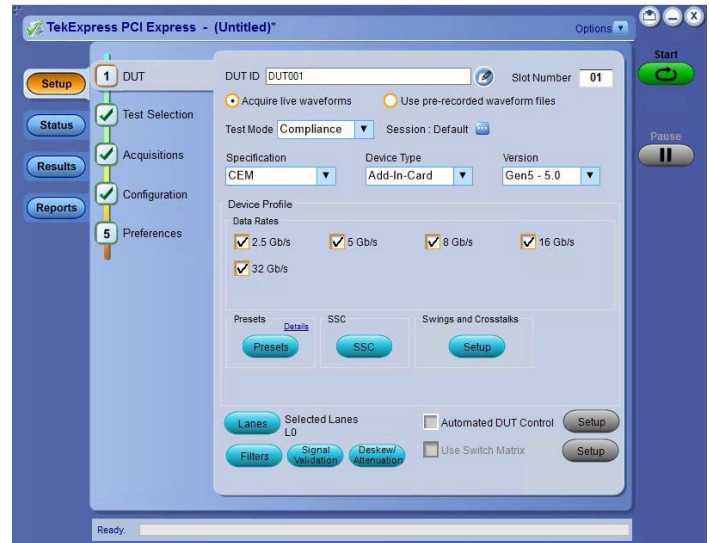 TekExpress PCI Express - (Untitled)*
Options
Start
Pause
Setup
Status
Results
Reports
1 DUT
Test Selection
Acquisitions
Configuration
5 Preferences
DUT ID DUT001
Slot Number 01
Acquire live waveforms
Use pre-recorded waveform files
Test Mode Compliance
Session : Default
Specification
Device Type
Version
CEM
Add-In-Card
Gen5 - 5.0
Device Profile
Data Rates
2.5 Gb/s
5 Gb/s
8 Gb/s
16 Gb/s
32 Gb/s
Presets
Details
SSC
Swings and Crosstalks
Presets
SSC
Setup
Lanes
Selected Lanes
L0
Automated DUT Control
Setup
Filters
Signal
Validation
Deskew/
Attenuation
Use Switch Matrix
Setup
Ready.